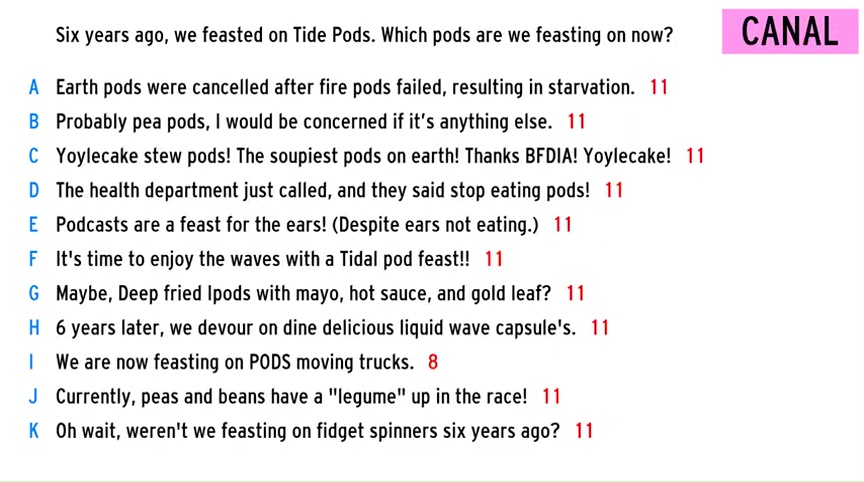 Six years ago, we feasted on Tide Pods. Which pods are we feasting on now?
CANAL
A Earth pods were cancelled after fire pods failed, resulting in starvation. 11
B Probably pea pods, I would be concerned if it's anything else. 11
C Yoylecake stew pods! The soupiest pods on earth! Thanks BFDIA! Yoylecake! 11
D The health department just called, and they said stop eating pods! 11
E Podcasts are a feast for the ears! (Despite ears not eating.) 11
F It's time to enjoy the waves with a Tidal pod feast!! 11
G Maybe, Deep fried Ipods with mayo, hot sauce, and gold leaf? 11
H 6 years later, we devour on dine delicious liquid wave capsule's. 11
I We are now feasting on PODS moving trucks. 8
J Currently, peas and beans have a "legume" up in the race! 11
K Oh wait, weren't we feasting on fidget spinners six years ago? 11